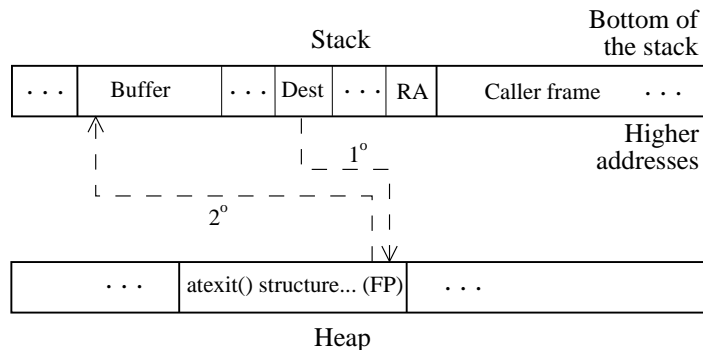 Bottom of
Stack
the stack
. . .
Buffer
. . .
Dest
. . .
RA
Caller frame
. . .
Higher
addresses
1º
2º
. . .
atexit() structure... (FP)
. . .
Heap